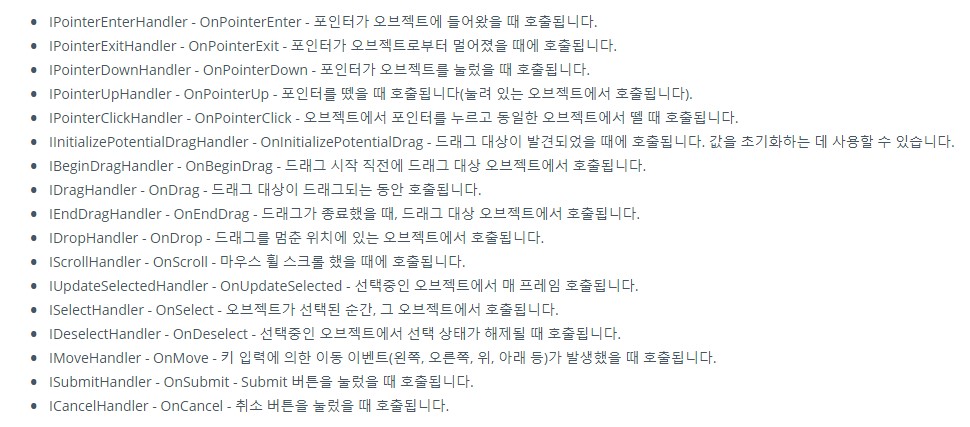 • IPointerEnterHandler - OnPointerEnter - 포인터가 오브젝트에 들어왔을 때 호출됩니다.
• IPointerExitHandler - OnPointerExit - 포인터가 오브젝트로부터 멀어졌을 때에 호출됩니다.
• IPointerDownHandler - OnPointerDown - 포인터가 오브젝트를 눌렀을 때 호출됩니다.
• IPointerUpHandler - OnPointerUp - 포인터를 뗐을 때 호출됩니다(눌려 있는 오브젝트에서 호출됩니다).
• IPointerClickHandler - OnPointerClick - 오브젝트에서 포인터를 누르고 동일한 오브젝트에서 뗄 때 호출됩니다.
• IInitializePotentialDragHandler - OnInitializePotentialDrag - 드래그 대상이 발견되었을 때에 호출됩니다. 값을 초기화하는 데 사용할 수 있습니다.
• IBeginDragHandler - OnBeginDrag - 드래그 시작 직전에 드래그 대상 오브젝트에서 호출됩니다.
• IDragHandler - OnDrag - 드래그 대상이 드래그되는 동안 호출됩니다.
• IEndDragHandler - OnEndDrag - 드래그가 종료했을 때, 드래그 대상 오브젝트에서 호출됩니다.
• IDropHandler - OnDrop - 드래그를 멈춘 위치에 있는 오브젝트에서 호출됩니다.
• IScrollHandler - OnScroll - 마우스 휠 스크롤 했을 때에 호출됩니다.
• IUpdateSelectedHandler - OnUpdateSelected - 선택중인 오브젝트에서 매 프레임 호출됩니다.
• ISelectHandler - OnSelect - 오브젝트가 선택된 순간, 그 오브젝트에서 호출됩니다.
• IDeselectHandler - OnDeselect - 선택중인 오브젝트에서 선택 상태가 해제될 때 호출됩니다.
• IMoveHandler - OnMove - 키 입력에 의한 이동 이벤트(왼쪽, 오른쪽, 위, 아래 등)가 발생했을 때 호출됩니다.
• ISubmitHandler - OnSubmit - Submit 버튼을 눌렀을 때 호출됩니다.
• ICancelHandler - OnCancel - 취소 버튼을 눌렀을 때 호출됩니다.